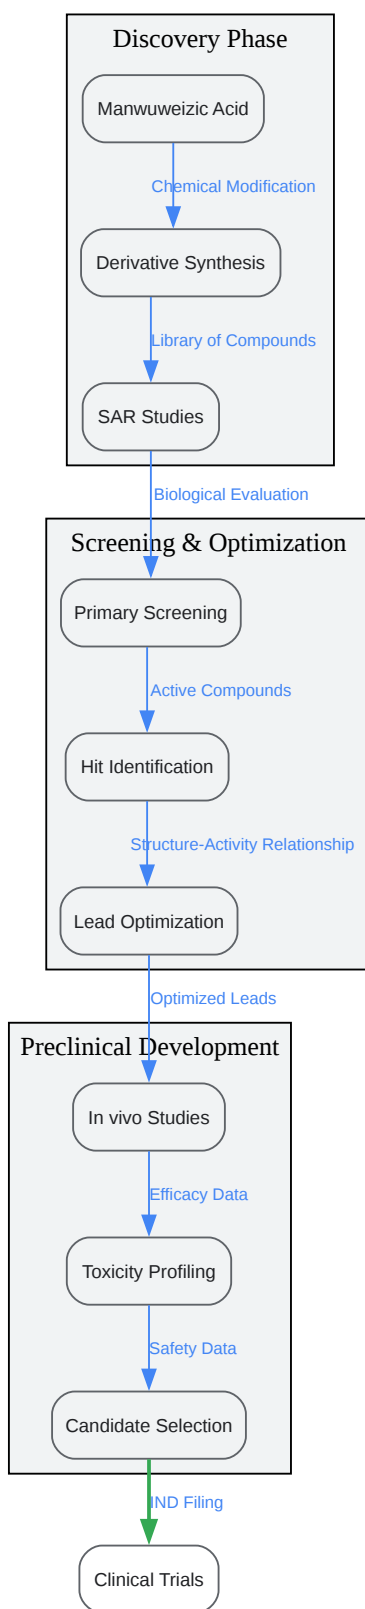 Discovery Phase
Manwuweizic Acid
Chemical Modification
Derivative Synthesis
Library of Compounds
SAR Studies
Biological Evaluation
Screening & Optimization
Primary Screening
Active Compounds
Hit Identification
Structure-Activity Relationship
Lead Optimization
Optimized Leads
Preclinical Development
In vivo Studies
Efficacy Data
Toxicity Profiling
Safety Data
Candidate Selection
IND Filing
Clinical Trials